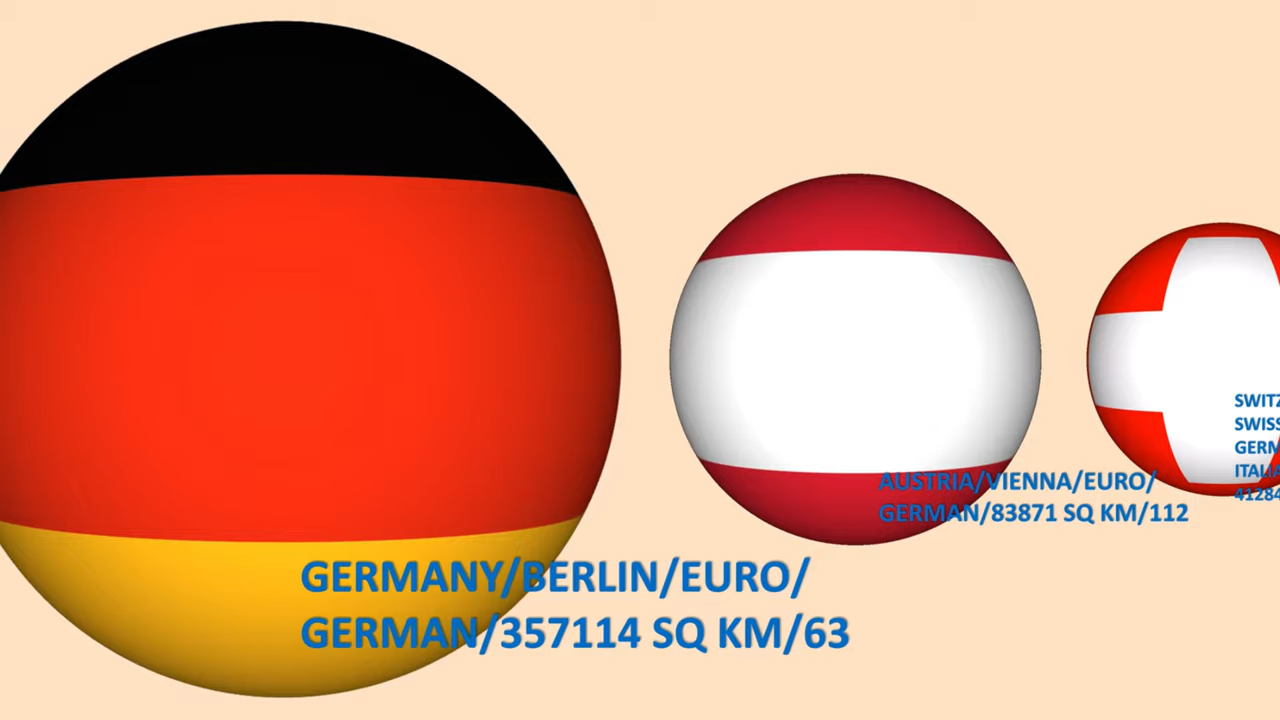 GERMANY/BERLIN/EURO/
GERMAN/357114 SQ KM/63
AUSTRIA/VIENNA/EURO/
GERMAN/83871 SQ KM/112